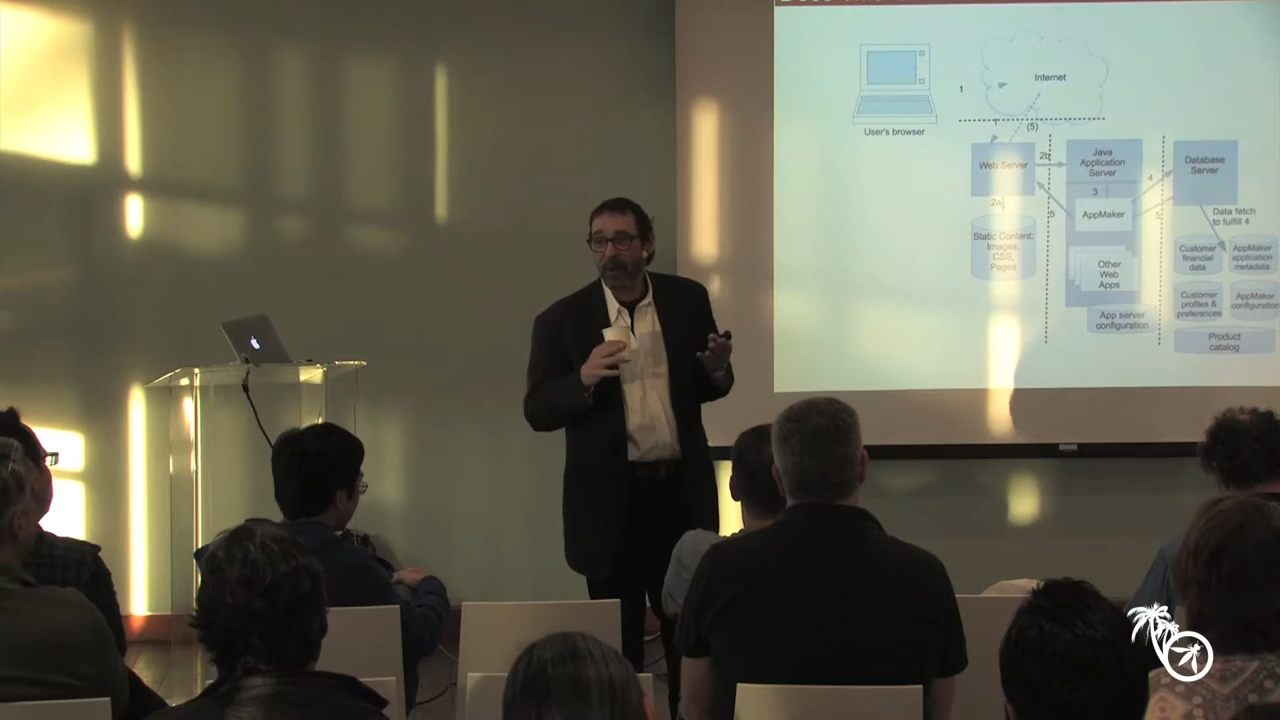 Internet
1
User's browser
(5)
Web Server
2b
Java
Application
Server
Database
Server
4
3
2a
5
AppMaker
5
Data fetch
to fulfill 4
Static Content:
Images,
CSS,
Pages
Customer
financial
data
AppMaker
application
metadata
Other
Web
Apps
Customer
profiles &
preferences
AppMaker
configuration
App server
configuration
Product
catalog